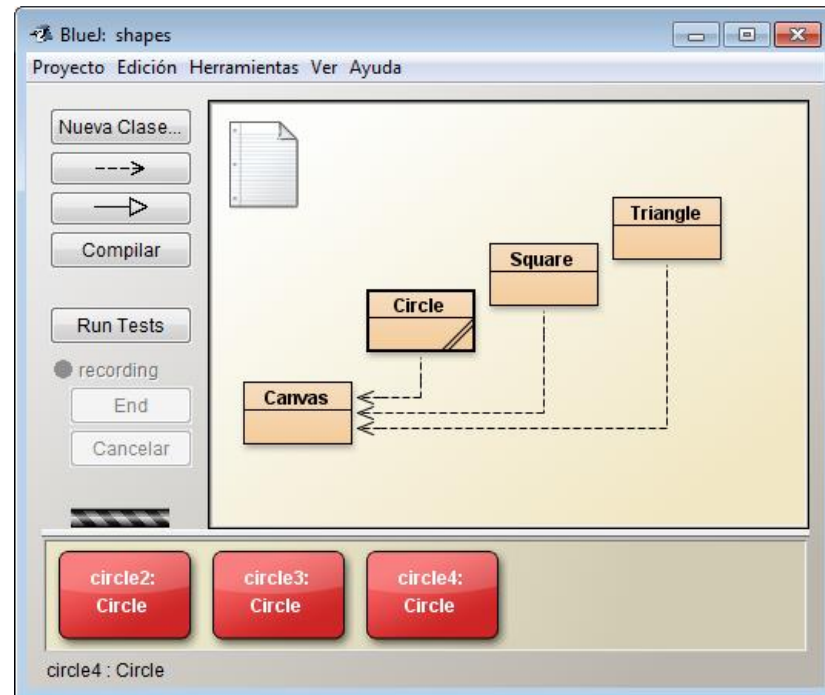 BlueJ: shapes
Proyecto Edición Herramientas Ver Ayuda
Nueva Clase...
Compilar
Run Tests
recording
End
Cancelar
Triangle
Square
Circle
Canvas
circle2:
Circle
circle3:
Circle
circle4:
Circle
circle4 : Circle